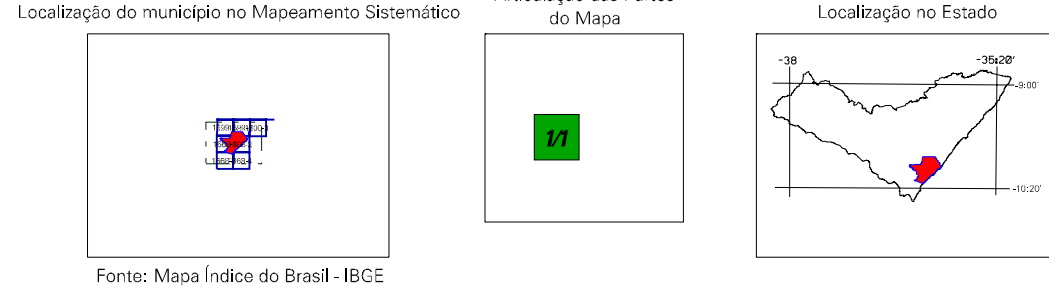 Localização do município no Mapeamento Sistemático
do Mapa
Localização no Estado
-38
-35:20'
-9:00'
1/1
-10:20'
Fonte: Mapa Índice do Brasil - IBGE